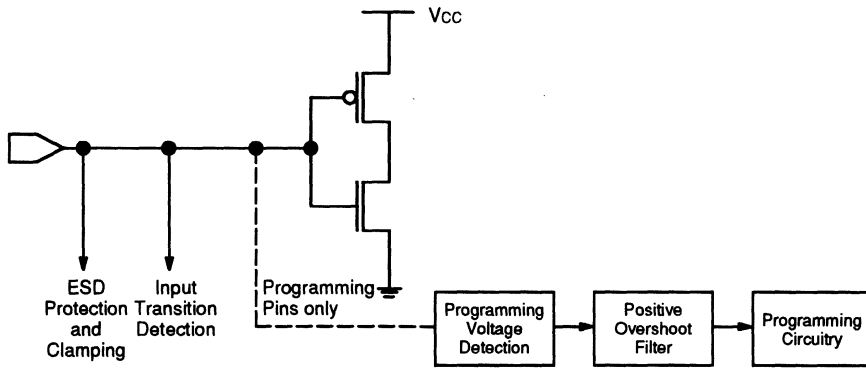 VCC
ESD
Protection
and
Clamping
Input
Transition
Detection
Programming
Pins only
Programming
Voltage
Detection
Positive
Overshoot
Filter
Programming
Circuitry